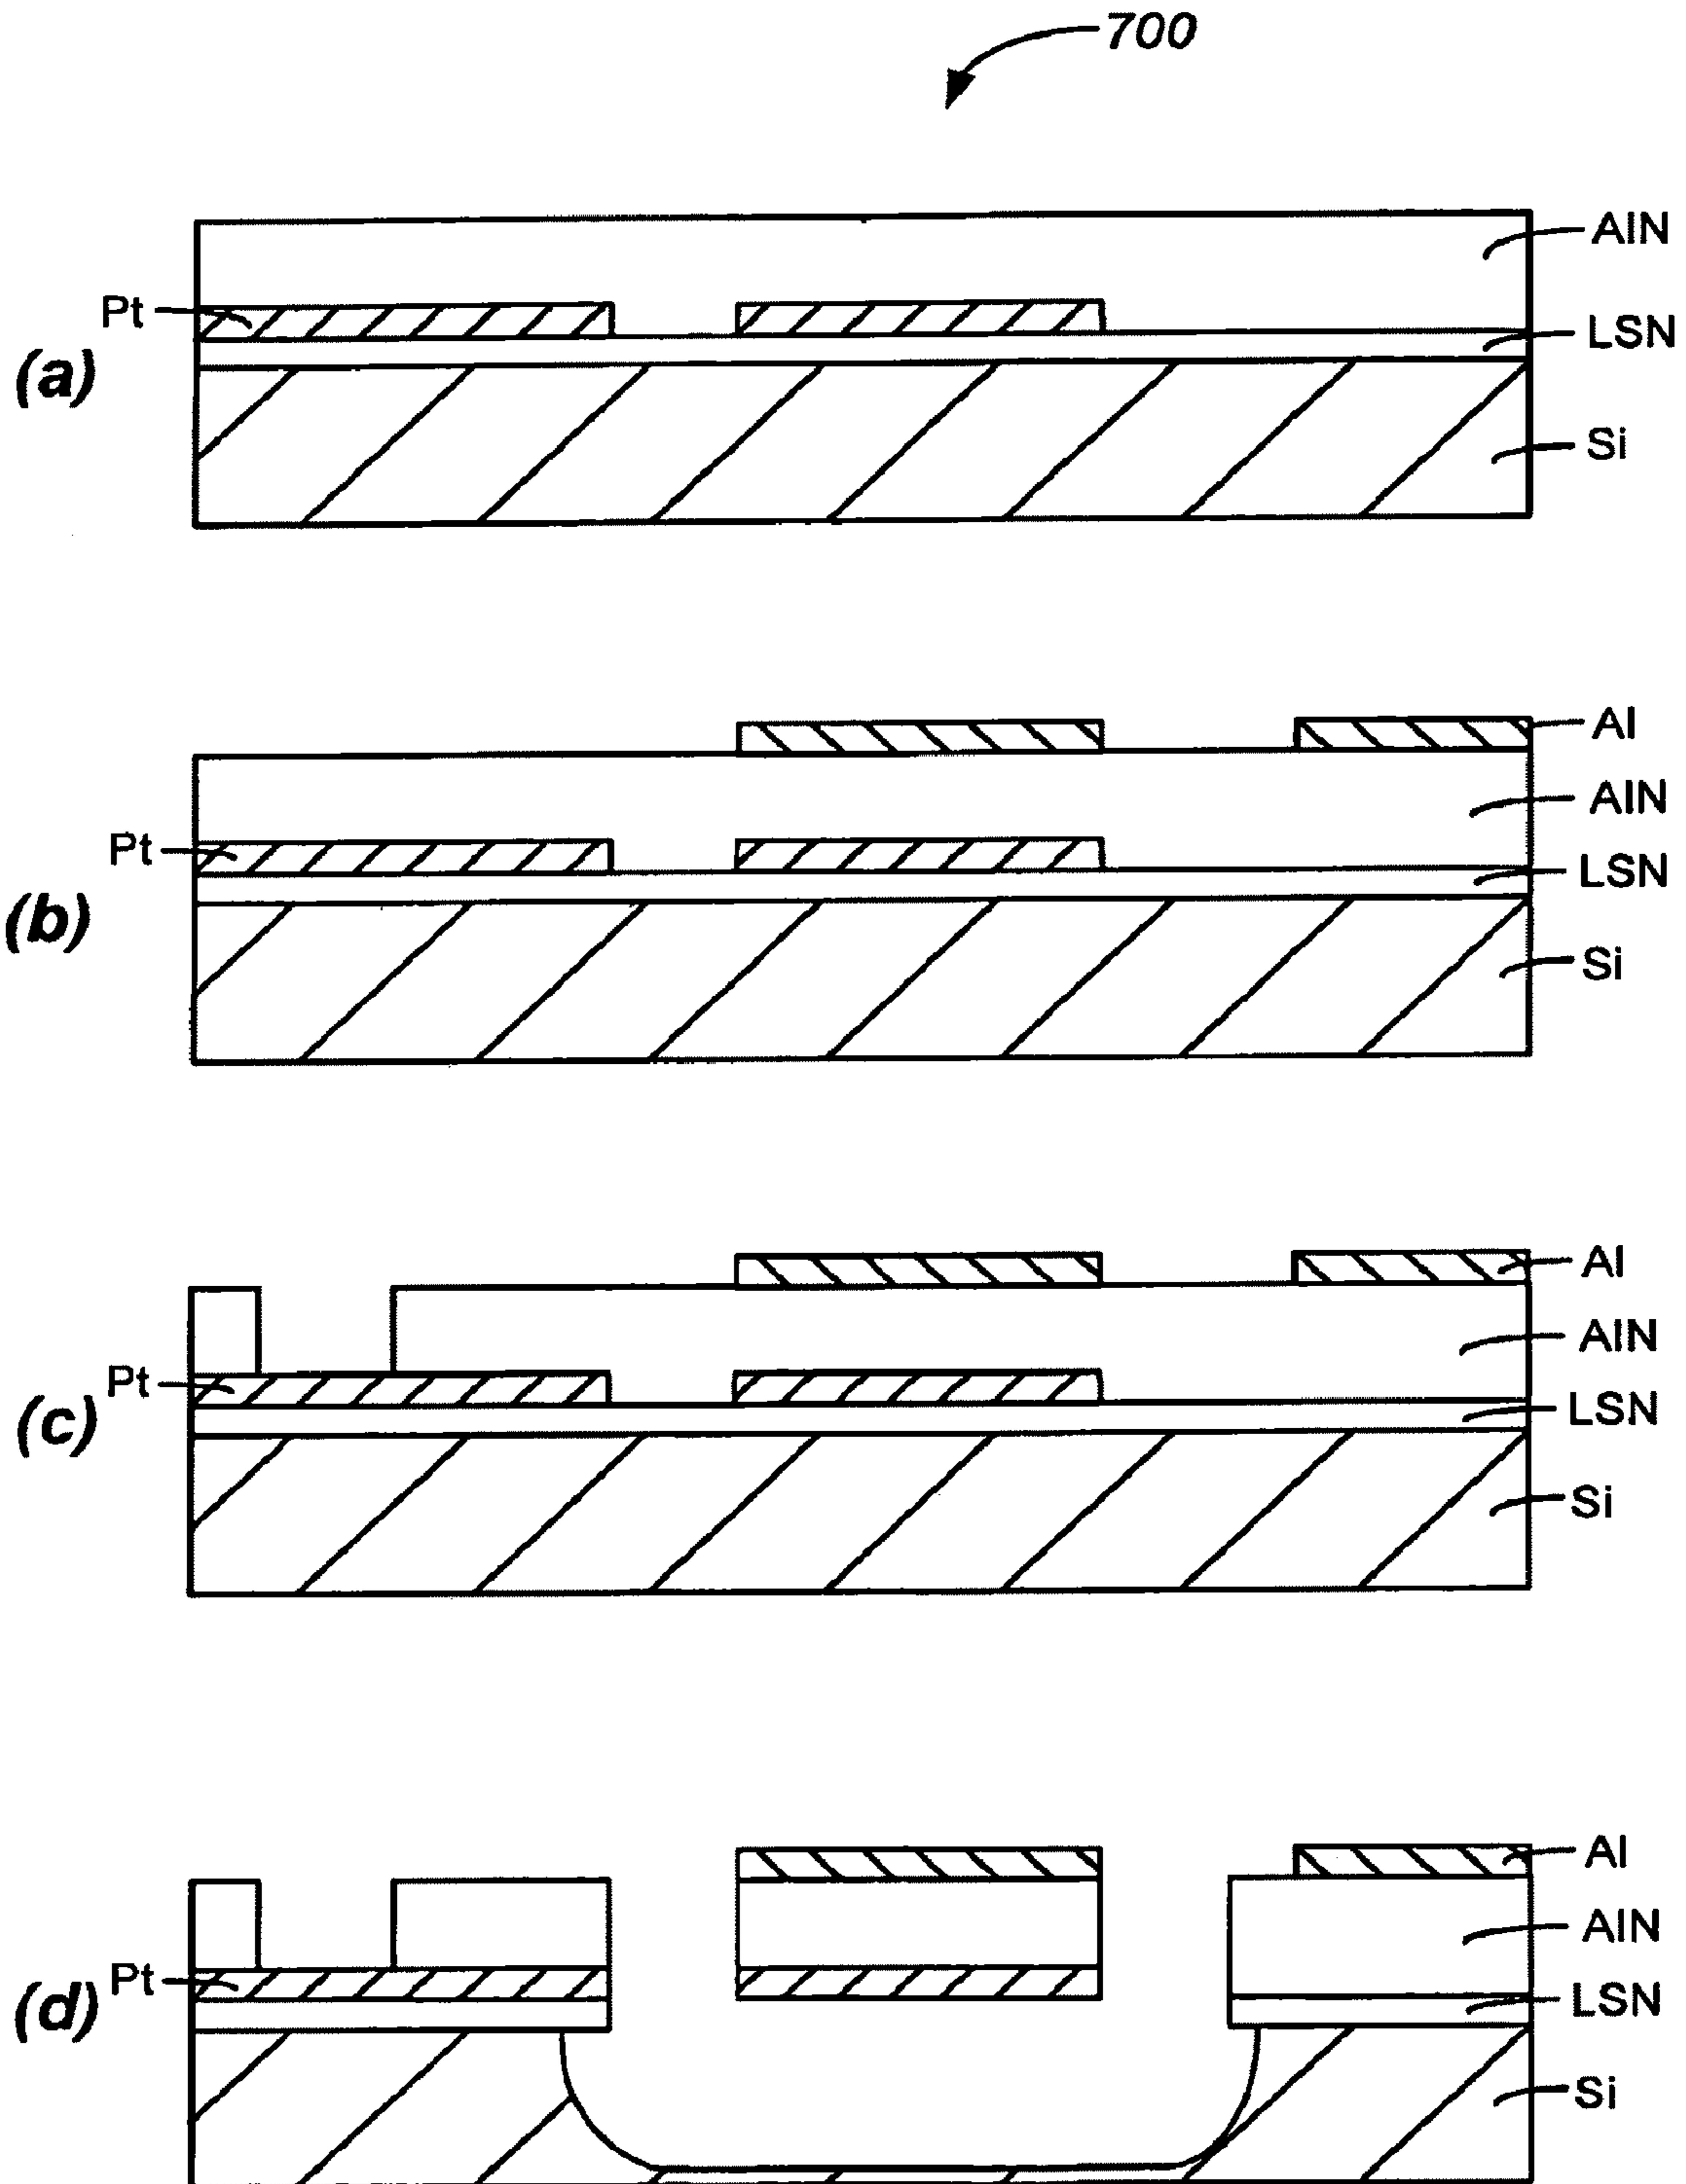 700
AlN
Pt
LSN
(a)
Si
Al
AlN
Pt
LSN
(b)
Si
Al
AlN
Pt
LSN
(c)
Si
Al
AlN
Pt
LSN
(d)
Si